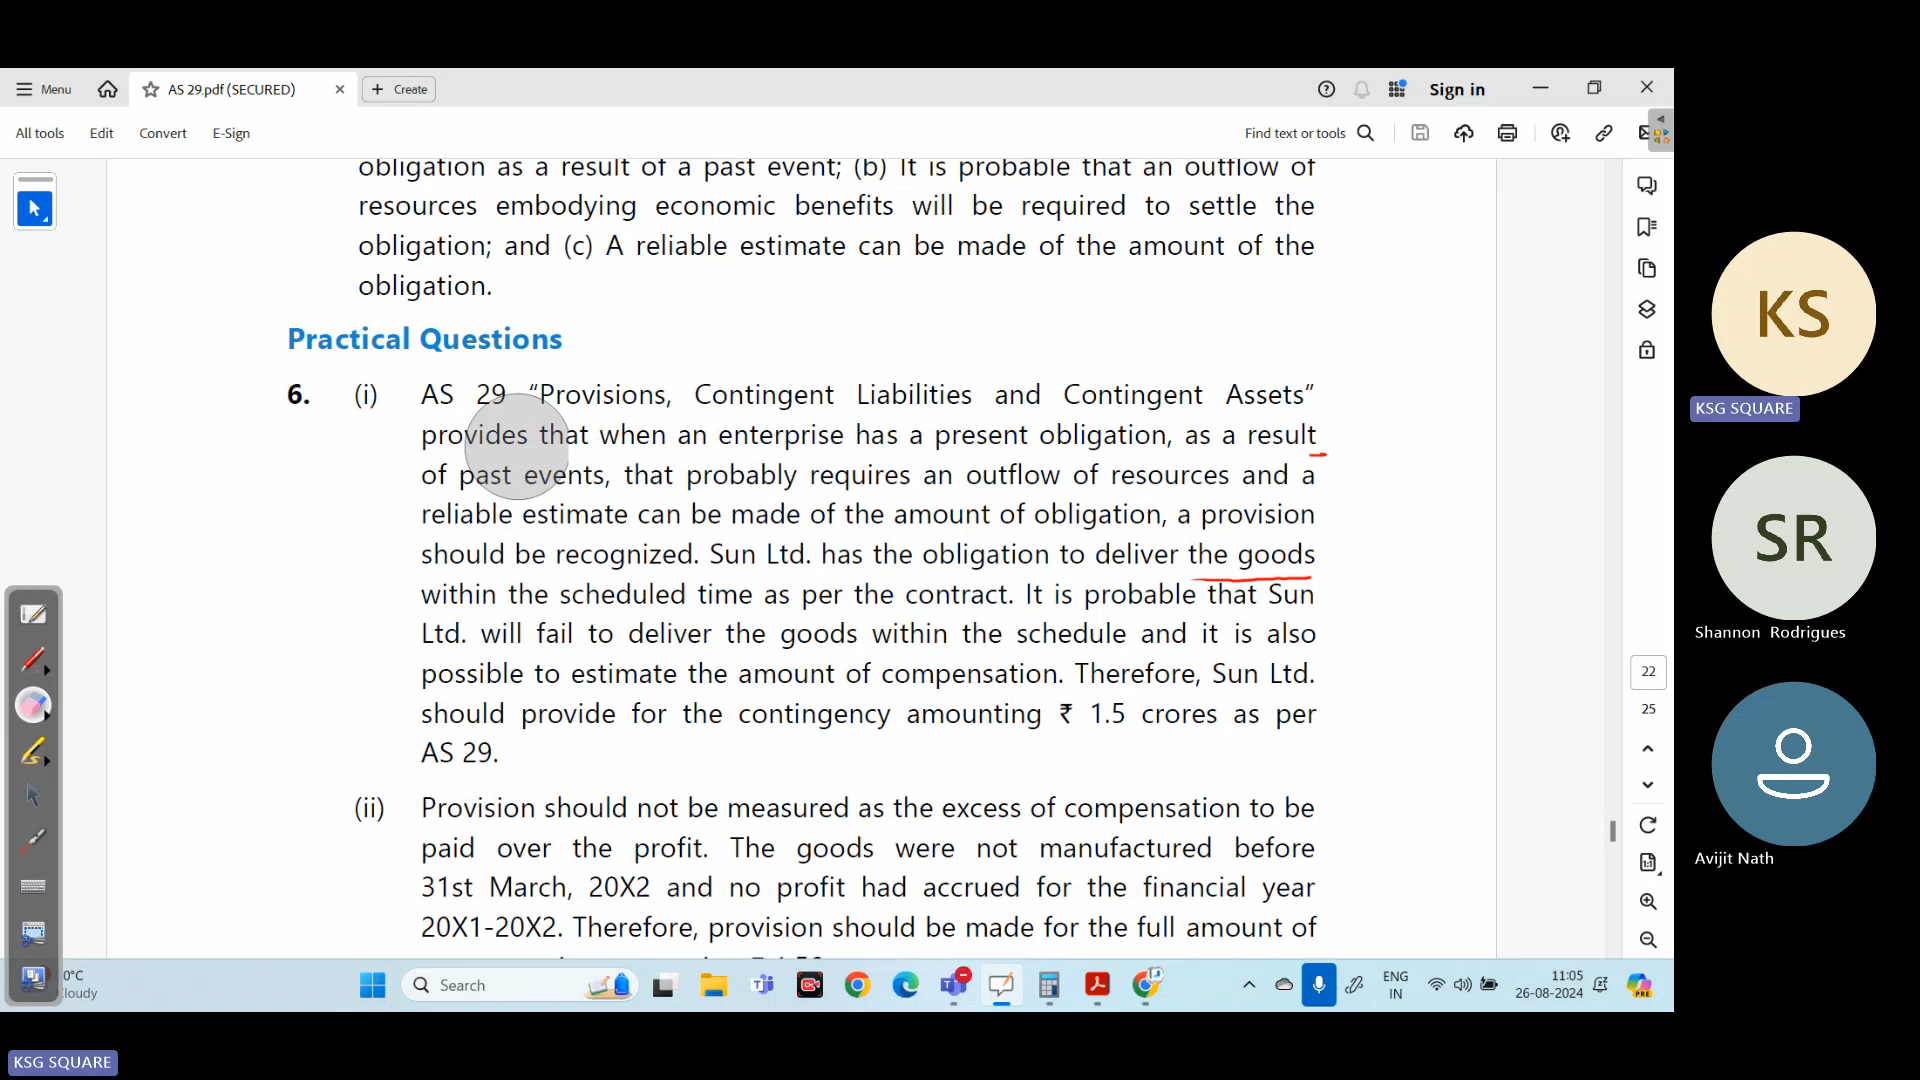 Menu
AS 29.pdf (SECURED)
Create
Sign in
All tools
Edit
Convert
E-Sign
Find text or tools
obligation as a result of a past event; (b) It is probable that an outflow of
resources embodying economic benefits will be required to settle the
obligation; and (c) A reliable estimate can be made of the amount of the
obligation.
Practical Questions
6. (i) AS 29 “Provisions, Contingent Liabilities and Contingent Assets”
provides that when an enterprise has a present obligation, as a result
of past events, that probably requires an outflow of resources and a
reliable estimate can be made of the amount of obligation, a provision
should be recognized. Sun Ltd. has the obligation to deliver the goods
within the scheduled time as per the contract. It is probable that Sun
Ltd. will fail to deliver the goods within the schedule and it is also
possible to estimate the amount of compensation. Therefore, Sun Ltd.
should provide for the contingency amounting ₹ 1.5 crores as per
AS 29.
(ii) Provision should not be measured as the excess of compensation to be
paid over the profit. The goods were not manufactured before
31st March, 20X2 and no profit had accrued for the financial year
20X1-20X2. Therefore, provision should be made for the full amount of
22
25
KS
KSG SQUARE
SR
Shannon Rodrigues
Avijit Nath
0°C
Cloudy
Search
ENG
IN
11:05
26-08-2024
PRE
KSG SQUARE